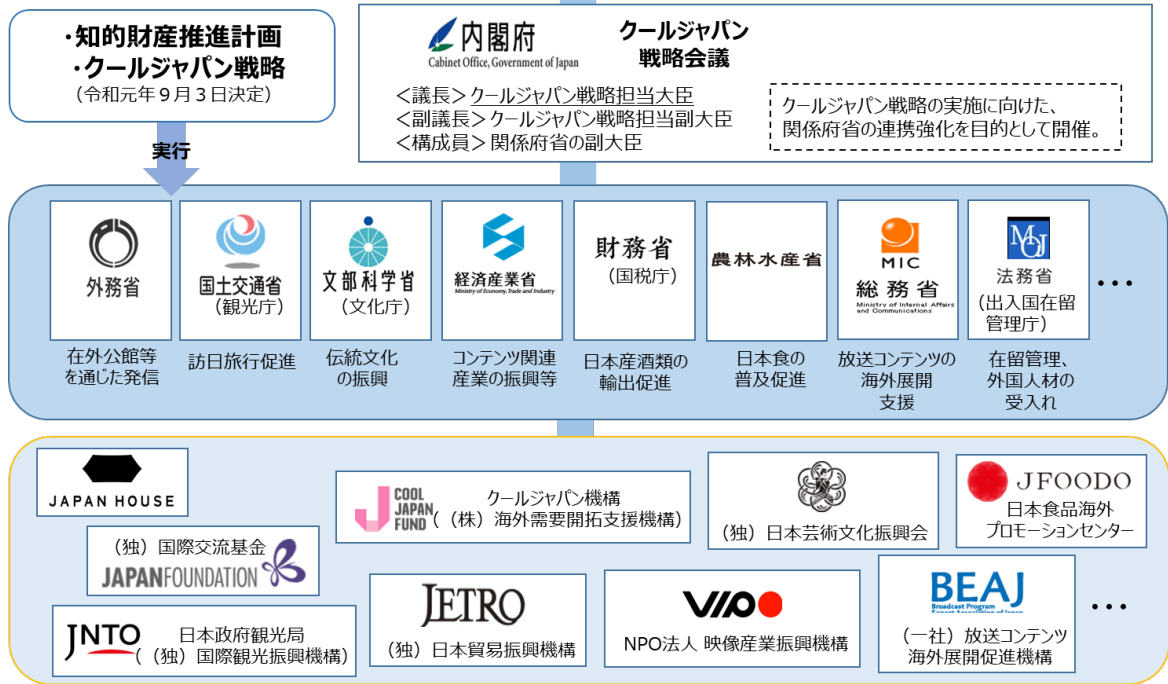 ・知的財産推進計画
・クールジャパン戦略
（令和元年９月３日決定）
実行
内閣府
Cabinet Office, Government of Japan
クールジャパン
戦略会議
＜議長＞クールジャパン戦略担当大臣
＜副議長＞クールジャパン戦略担当副大臣
＜構成員＞関係府省の副大臣
クールジャパン戦略の実施に向けた、
関係府省の連携強化を目的として開催。
外務省
在外公館等
を通じた発信
国土交通省
（観光庁）
訪日旅行促進
文部科学省
（文化庁）
伝統文化
の振興
経済産業省
Ministry of Economy, Trade and Industry
コンテンツ関連
産業の振興等
財務省
（国税庁）
日本産酒類の
輸出促進
農林水産省
日本食の
普及促進
MIC
総務省
Ministry of Internal Affairs
and Communications
放送コンテンツの
海外展開
支援
MOJ
法務省
（出入国在留
管理庁）
在留管理、
外国人材の
受入れ
…
JAPAN HOUSE
COOL
JAPAN
FUND
クールジャパン機構
（（株）海外需要開拓支援機構）
（独）日本芸術文化振興会
JFOODO
日本食品海外
プロモーションセンター
（独）国際交流基金
JAPANFOUNDATION
JNTO
日本政府観光局
（（独）国際観光振興機構）
JETRO
（独）日本貿易振興機構
VIPO
NPO法人 映像産業振興機構
BEAJ
Broadcast Program
Export Association of Japan
（一社）放送コンテンツ
海外展開促進機構
…